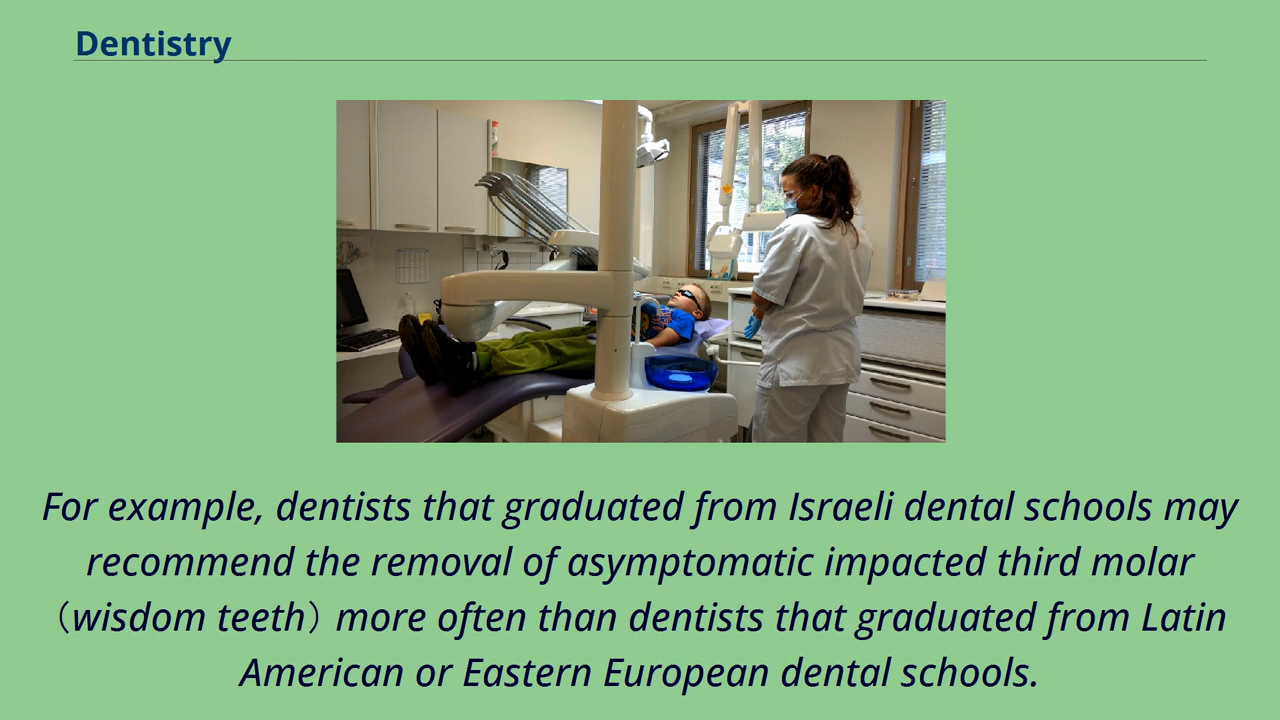 Dentistry
For example, dentists that graduated from Israeli dental schools may
recommend the removal of asymptomatic impacted third molar
（wisdom teeth）more often than dentists that graduated from Latin
American or Eastern European dental schools.